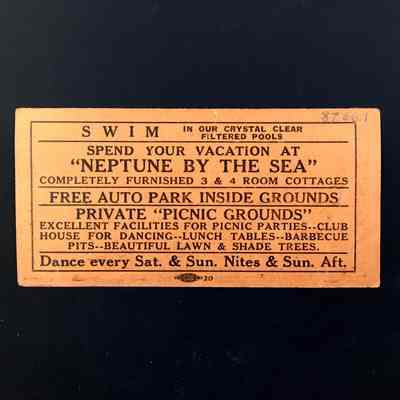 SWIM IN OUR CRYSTAL CLEAR
FILTERED POOLS
SPEND YOUR VACATION AT
"NEPTUNE BY THE SEA"
COMPLETELY FURNISHED 3 & 4 ROOM COTTAGES
FREE AUTO PARK INSIDE GROUNDS
PRIVATE "PICNIC GROUNDS"
EXCELLENT FACILITIES FOR PICNIC PARTIES--CLUB
HOUSE FOR DANCING--LUNCH TABLES--BARBECUE
PITS--BEAUTIFUL LAWN & SHADE TREES.
Dance every Sat. & Sun. Nites & Sun. Aft.
20